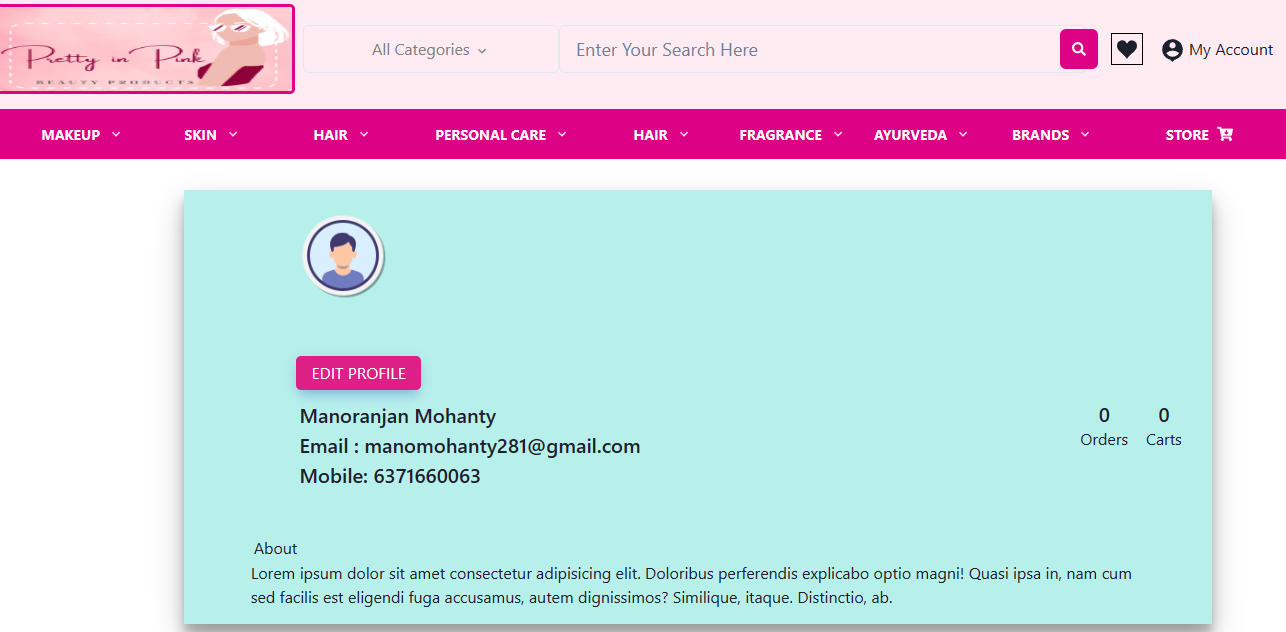 Pretty in Pink
BEAUTY PRODUCTS
All Categories
Enter Your Search Here
My Account
MAKEUP SKIN HAIR PERSONAL CARE HAIR FRAGRANCE AYURVEDA BRANDS STORE
EDIT PROFILE
Manoranjan Mohanty
Email : manomohanty281@gmail.com
Mobile: 6371660063
0 0
Orders Carts
About
Lorem ipsum dolor sit amet consectetur adipisicing elit. Doloribus perferendis explicabo optio magni! Quasi ipsa in, nam cum
sed facilis est eligendi fuga accusamus, autem dignissimos? Similique, itaque. Distinctio, ab.